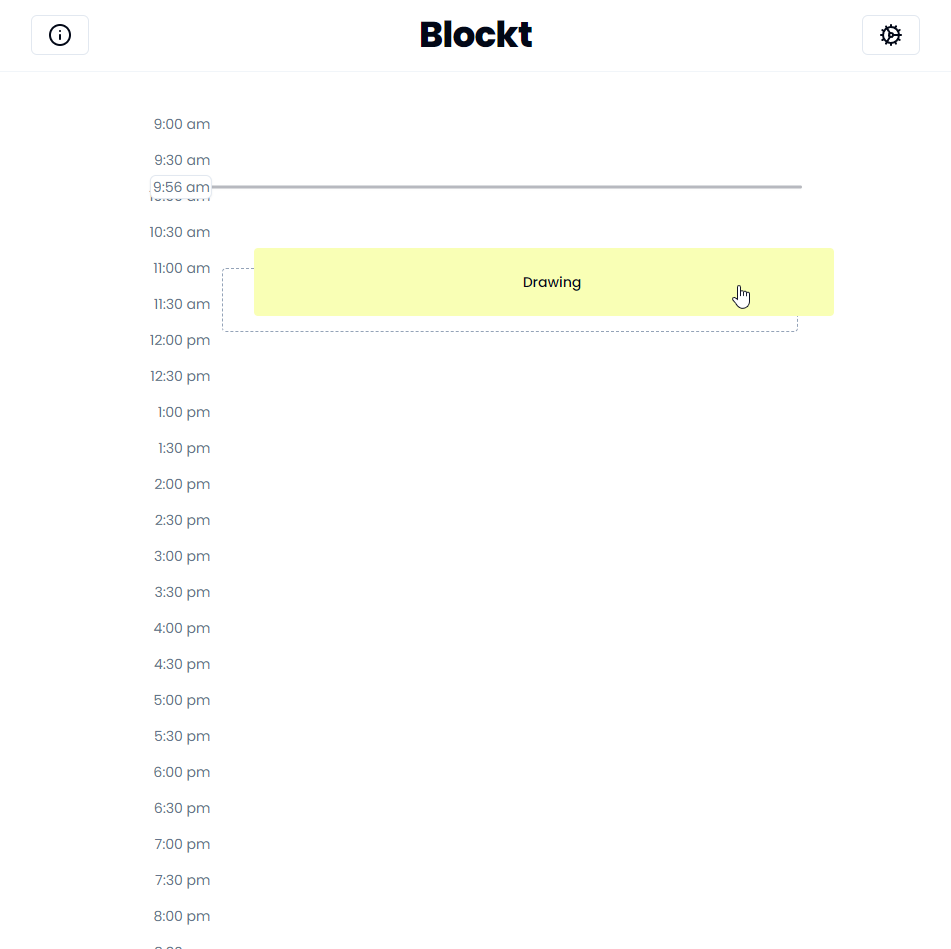 Blockt
9:00 am
9:30 am
9:56 am
10:30 am
11:00 am
Drawing
11:30 am
12:00 pm
12:30 pm
1:00 pm
1:30 pm
2:00 pm
2:30 pm
3:00 pm
3:30 pm
4:00 pm
4:30 pm
5:00 pm
5:30 pm
6:00 pm
6:30 pm
7:00 pm
7:30 pm
8:00 pm